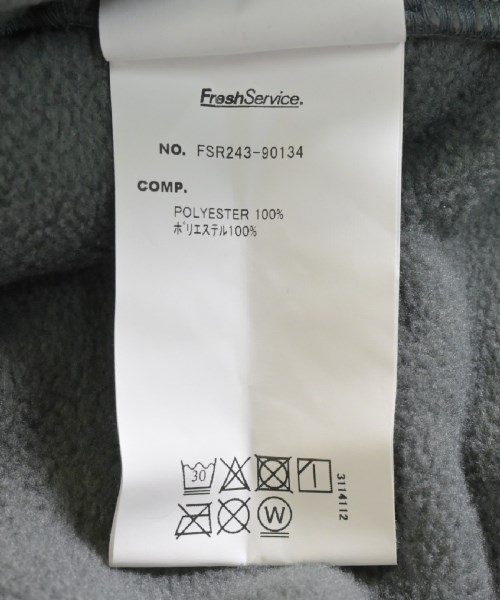 FreshService.
NO. FSR243-90134
COMP.
POLYESTER 100%
ポリエステル100%
30
W
3114112